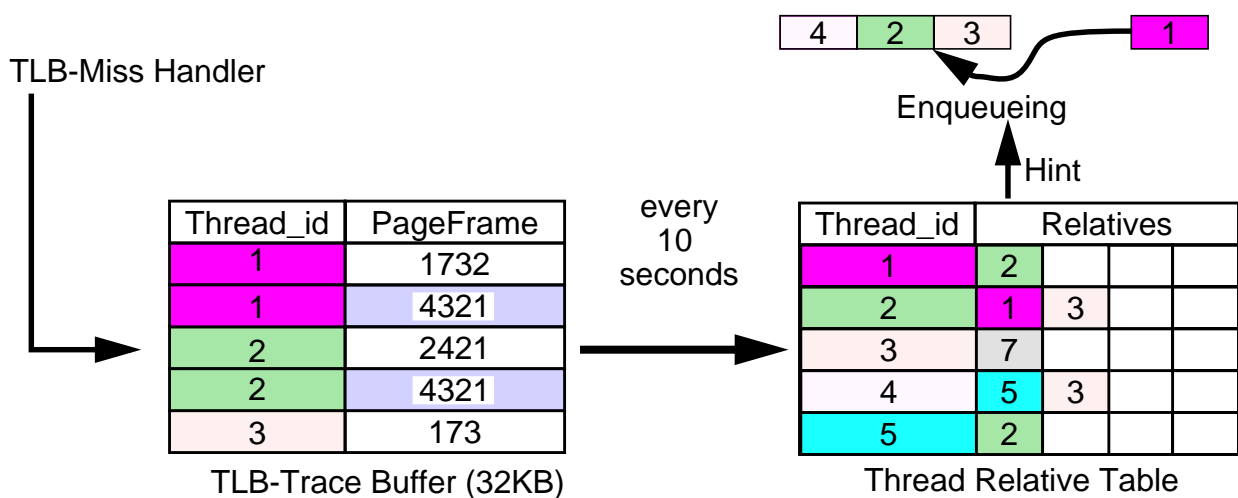 4 2 3 1
TLB-Miss Handler
Enqueueing
Hint
every
10
seconds
Thread_id PageFrame
1 1732
1 4321
2 2421
2 4321
3 173
TLB-Trace Buffer (32KB)
Thread_id Relatives
1 2
2 1 3
3 7
4 5 3
5 2
Thread Relative Table